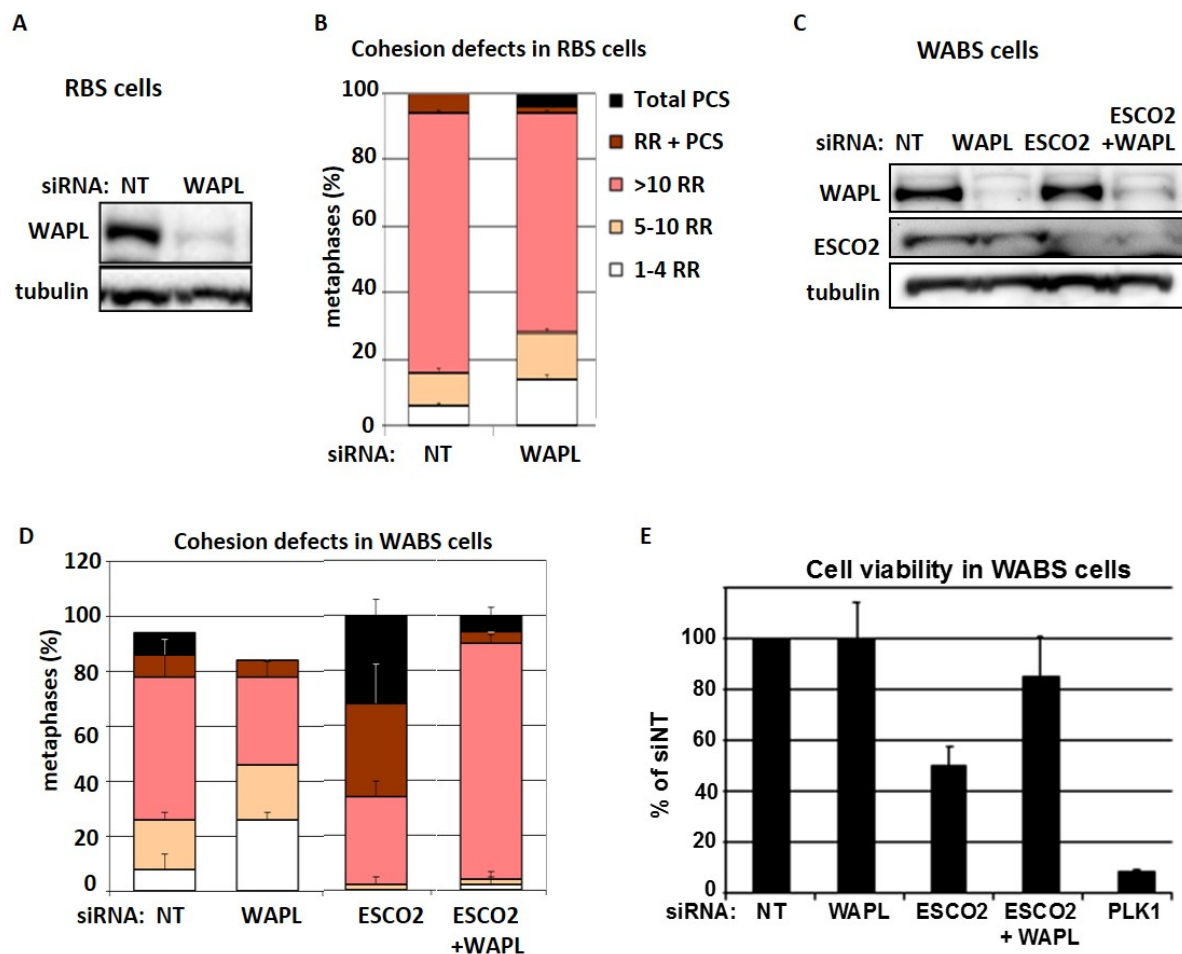 A
RBS cells
siRNA: NT WAPL
WAPL
tubulin
B
Cohesion defects in RBS cells
metaphases (%)
100
80
60
40
20
0
siRNA: NT WAPL
Total PCS
RR + PCS
>10 RR
5-10 RR
1-4 RR
C
WABS cells
ESCO2
siRNA: NT WAPL ESCO2 +WAPL
WAPL
ESCO2
tubulin
D
Cohesion defects in WABS cells
metaphases (%)
120
100
80
60
40
20
0
siRNA: NT WAPL ESCO2 ESCO2
+WAPL
E
Cell viability in WABS cells
% of siNT
100
80
60
40
20
0
siRNA: NT WAPL ESCO2 ESCO2 PLK1
+ WAPL